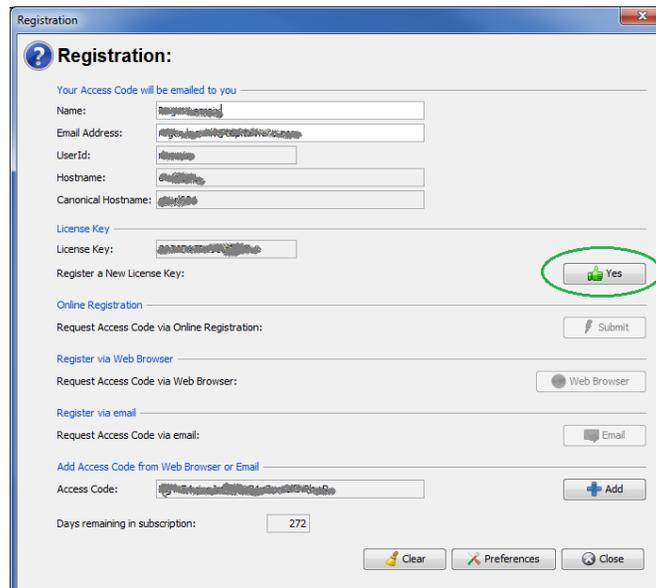 Registration
Registration:
Your Access Code will be emailed to you
Name:
Email Address:
UserId:
Hostname:
Canonical Hostname:
License Key
License Key:
Register a New License Key:
Yes
Online Registration
Request Access Code via Online Registration:
Submit
Register via Web Browser
Request Access Code via Web Browser:
Web Browser
Register via email
Request Access Code via email:
Email
Add Access Code from Web Browser or Email
Access Code:
Add
Days remaining in subscription: 272
Clear Preferences Close